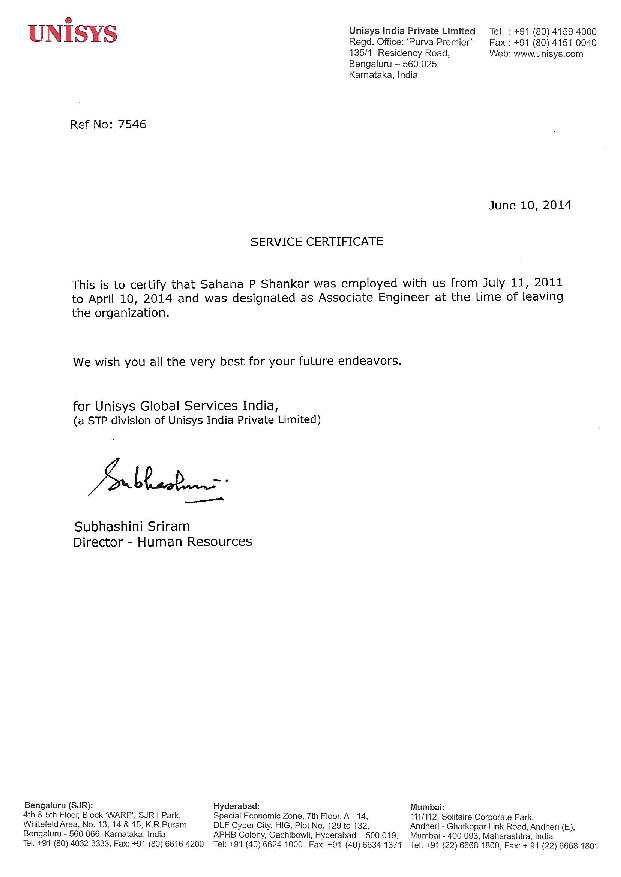 UNISYS
Unisys India Private Limited
Regd. Office: 'Purva Premier'
135/1, Residency Road,
Bengaluru – 560 025
Karnataka, India
Tel : +91 (80) 4159 4000
Fax : +91 (80) 4151 0040
Web: www.unisys.com
Ref No: 7546
June 10, 2014
SERVICE CERTIFICATE
This is to certify that Sahana P Shankar was employed with us from July 11, 2011
to April 10, 2014 and was designated as Associate Engineer at the time of leaving
the organization.
We wish you all the very best for your future endeavors.
for Unisys Global Services India,
(a STP division of Unisys India Private Limited)
Subhashini
Subhashini Sriram
Director - Human Resources
Bengaluru (SJR):
4th & 5th Floor, Block 'WARP', SJR I Park,
Whitefield Area, No. 13, 14 & 15, K.R.Puram
Bengaluru - 560 066, Karnataka, India
Tel: +91 (80) 4032 3333, Fax: +91 (80) 6616 4200
Hyderabad:
Special Economic Zone, 7th Floor, A - 14,
DLF Cyber City, HIG, Plot No. 129 to 132,
APHB Colony, Gachibowli, Hyderabad - 500 019,
Tel: +91 (40) 6624 1000, Fax: +91 (40) 6634 1371
Mumbai:
111/112, Solitaire Corporate Park,
Andheri - Ghatkopar Link Road, Andheri (E),
Mumbai - 400 093, Maharashtra, India
Tel: +91 (22) 6668 1800, Fax: + 91 (22) 6668 1801